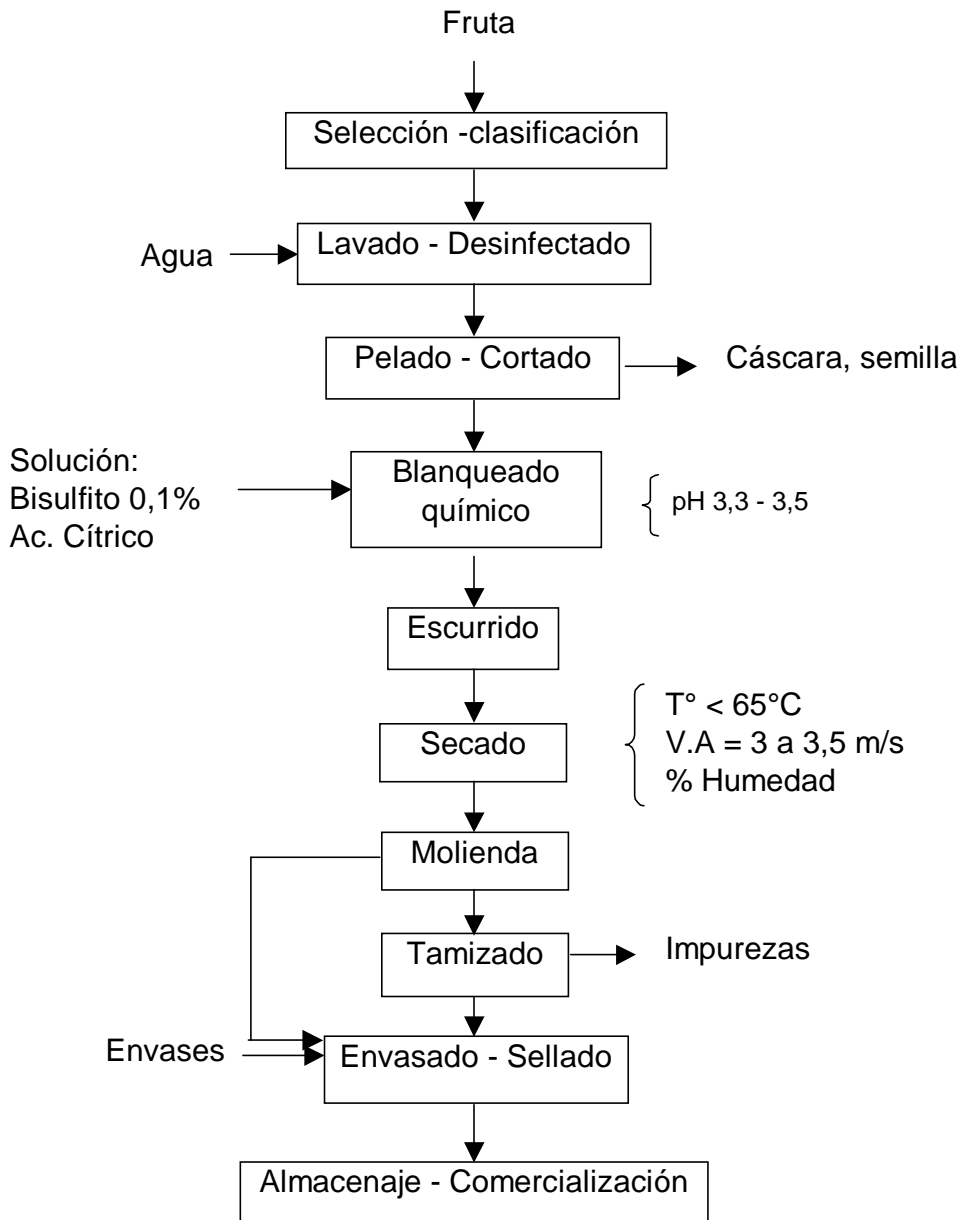 Fruta
Selección -clasificación
Agua
Lavado - Desinfectado
Pelado - Cortado
Cáscara, semilla
Solución:
Bisulfito 0,1%
Ac. Cítrico
Blanqueado
químico
pH 3,3 - 3,5
Escurrido
Secado
T° < 65°C
V.A = 3 a 3,5 m/s
% Humedad
Molienda
Tamizado
Impurezas
Envases
Envasado - Sellado
Almacenaje - Comercialización